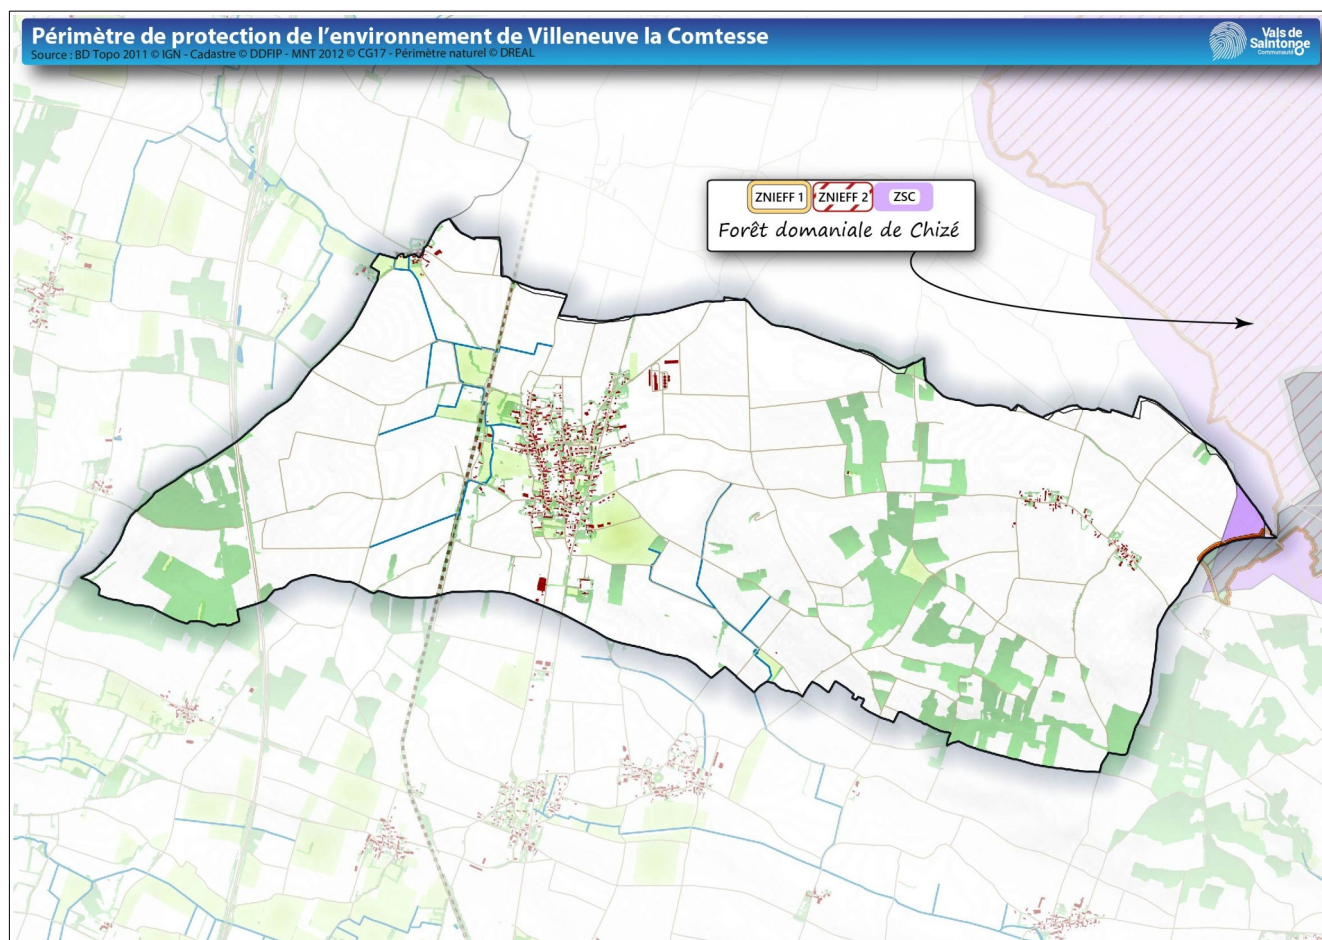 Périmètre de protection de l'environnement de Villeneuve la Comtesse
Source : BD Topo 2011 © IGN - Cadastre © DDFIP - MNT 2012 © CG17 - Périmètre naturel © DREAL
Vals de
Saintonge
Communauté
ZNIEFF 1 ZNIEFF 2 ZSC
Forêt domaniale de Chizé